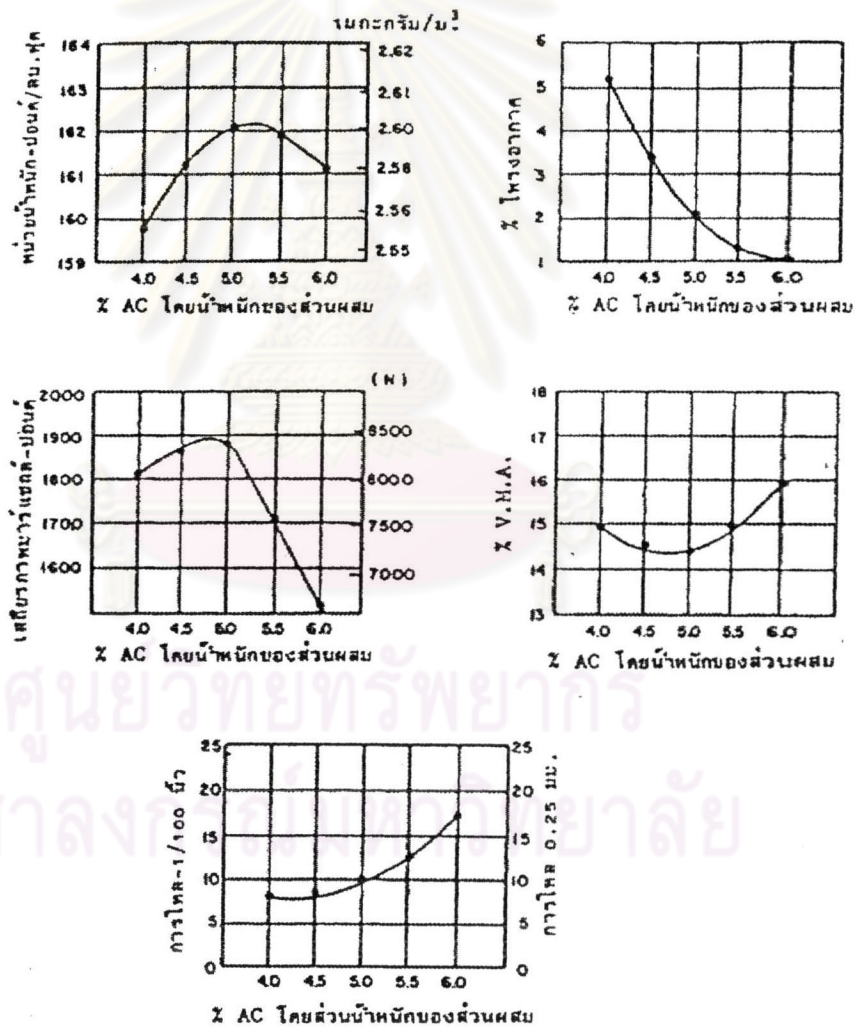 เมกะกรัม/ม.³
หน่วยน้ำหนัก-ปอนด์/ลบ.ฟุต
164
163
162
161
160
159
2.62
2.61
2.60
2.58
2.56
2.55
4.0 4.5 5.0 5.5 6.0
% AC โดยน้ำหนักของส่วนผสม
% โพรงอากาศ
6
5
4
3
2
1
4.0 4.5 5.0 5.5 6.0
% AC โดยน้ำหนักของส่วนผสม
(N)
เสถียรภาพมาร์แชลล์-ปอนด์
2000
1900
1800
1700
1600
8500
8000
7500
7000
4.0 4.5 5.0 5.5 6.0
% AC โดยน้ำหนักของส่วนผสม
% V.M.A.
18
17
16
15
14
13
4.0 4.5 5.0 5.5 6.0
% AC โดยน้ำหนักของส่วนผสม
การไหล-1/100 นิ้ว
25
20
15
10
5
0
25
20
15
10
5
0
การไหล 0.25 มม.
4.0 4.5 5.0 5.5 6.0
% AC โดยส่วนน้ำหนักของส่วนผสม
ศูนย์วิทยทรัพยากร
าลงกรณ์มหาวิทยาลัย